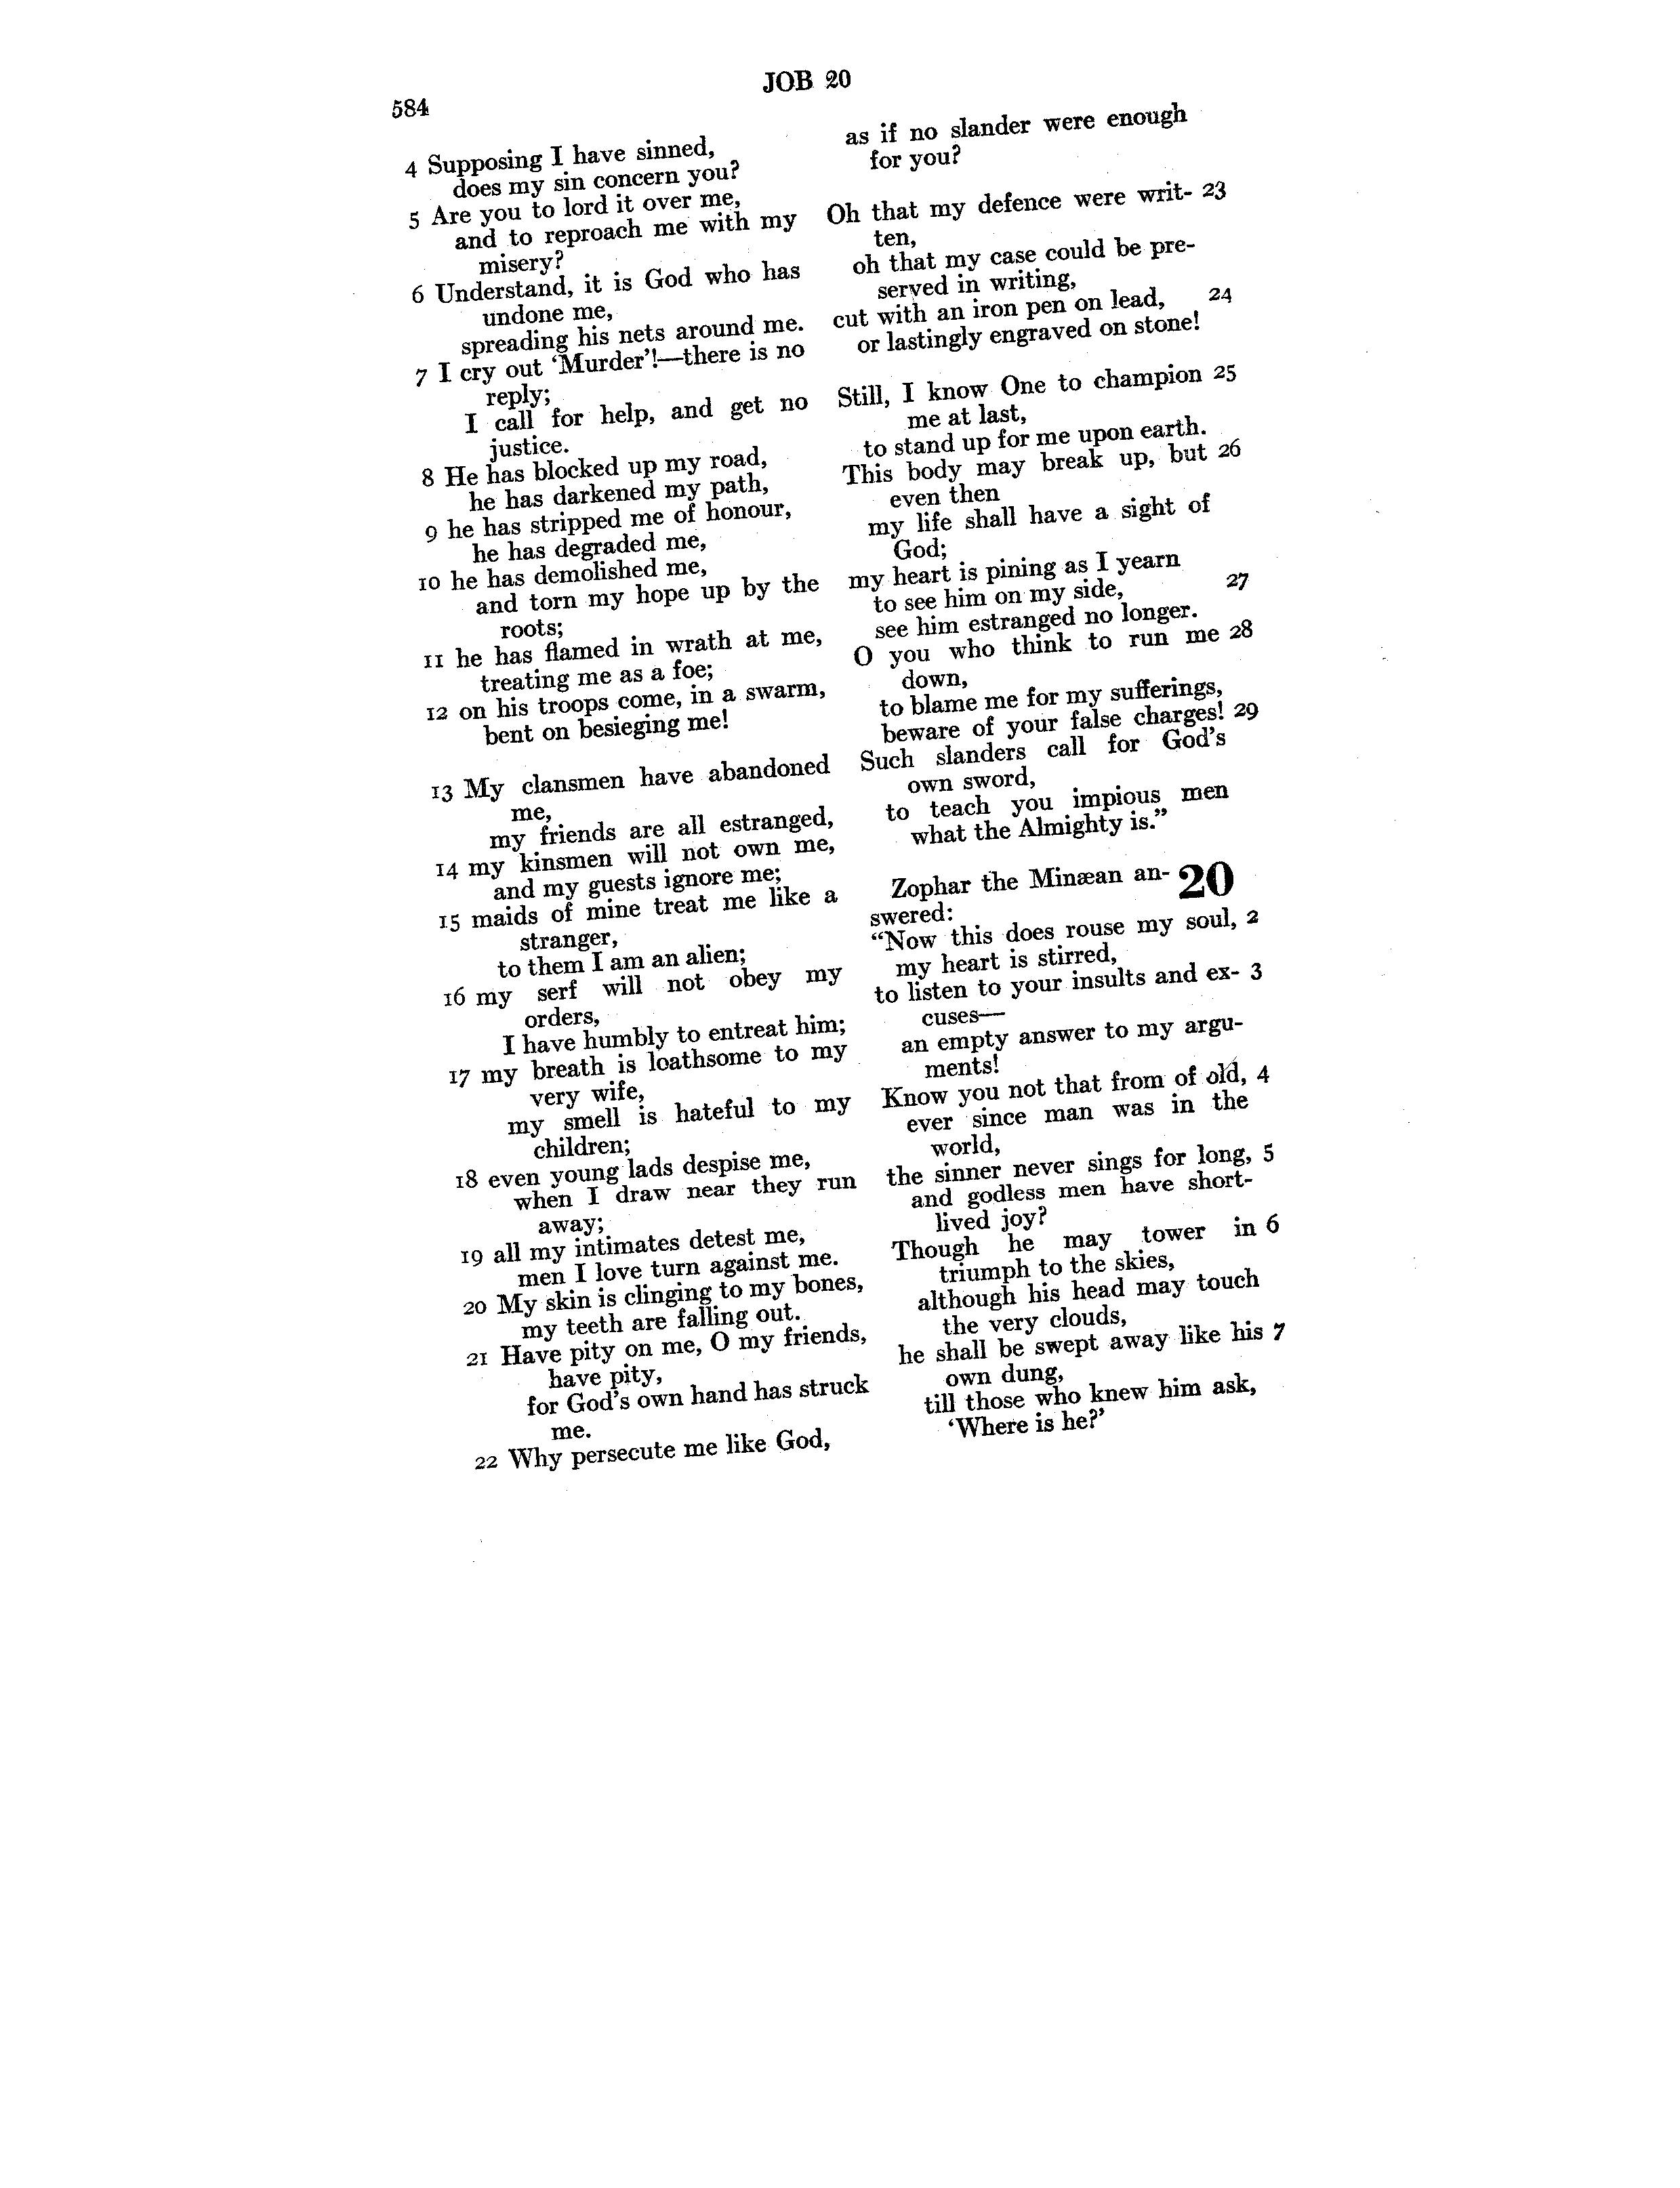 584
JOB 20
4 Supposing I have sinned,
does my sin concern you?
5 Are you to lord it over me,
and to reproach me with my
misery?
6 Understand, it is God who has
undone me,
spreading his nets around me.
7 I cry out ‘Murder’!—there is no
reply;
I call for help, and get no
justice.
8 He has blocked up my road,
he has darkened my path,
9 he has stripped me of honour,
he has degraded me,
10 he has demolished me,
and torn my hope up by the
roots;
11 he has flamed in wrath at me,
treating me as a foe;
12 on his troops come, in a swarm,
bent on besieging me!
13 My clansmen have abandoned
me,
my friends are all estranged,
14 my kinsmen will not own me,
and my guests ignore me;
15 maids of mine treat me like a
stranger,
to them I am an alien;
16 my serf will not obey my
orders,
I have humbly to entreat him;
17 my breath is loathsome to my
very wife,
my smell is hateful to my
children;
18 even young lads despise me,
when I draw near they run
away;
19 all my intimates detest me,
men I love turn against me.
20 My skin is clinging to my bones,
my teeth are falling out.
21 Have pity on me, O my friends,
have pity,
for God’s own hand has struck
me.
22 Why persecute me like God,
as if no slander were enough
for you?
Oh that my defence were writ- 23
ten,
oh that my case could be pre-
served in writing,
cut with an iron pen on lead, 24
or lastingly engraved on stone!
Still, I know One to champion 25
me at last,
to stand up for me upon earth.
This body may break up, but 26
even then
my life shall have a sight of
God;
my heart is pining as I yearn
to see him on my side, 27
see him estranged no longer.
O you who think to run me 28
down,
to blame me for my sufferings,
beware of your false charges! 29
Such slanders call for God’s
own sword,
to teach you impious men
what the Almighty is.”
Zophar the Minæan an- 20
swered:
“Now this does rouse my soul, 2
my heart is stirred,
to listen to your insults and ex- 3
cuses—
an empty answer to my argu-
ments!
Know you not that from of old, 4
ever since man was in the
world,
the sinner never sings for long, 5
and godless men have short-
lived joy?
Though he may tower in 6
triumph to the skies,
although his head may touch
the very clouds,
he shall be swept away like his 7
own dung,
till those who knew him ask,
‘Where is he?’